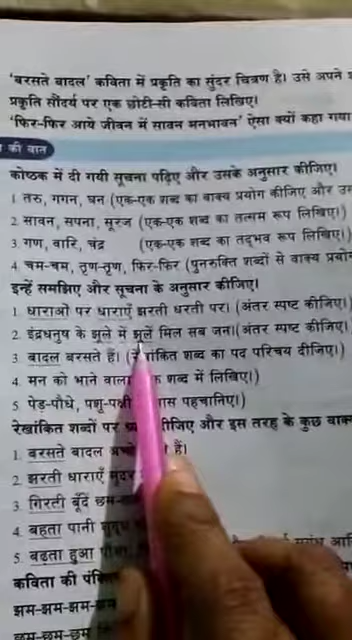 'बरसते बादल' कविता में प्रकृति का सुंदर चित्रण है। उसे अपने
प्रकृति सौंदर्य पर एक छोटी-सी कविता लिखिए।
'फिर-फिर आये जीवन में सावन मनभावन' ऐसा क्यों कहा गया
की बात
कोष्ठक में दी गयी सूचना पढ़िए और उसके अनुसार कीजिए।
1 तरु, गगन, घन (एक-एक शब्द का वाक्य प्रयोग कीजिए और
2 सावन, सपना, सूरज (एक-एक शब्द का तत्सम रूप लिखिए।)
3 गण, वारि, चंद्र (एक-एक शब्द का तद्भव रूप लिखिए।)
4 चम-चम, तृण-तृण, फिर-फिर (पुनरुक्ति शब्दों से वाक्य
इन्हें समझिए और सूचना के अनुसार कीजिए।
1. धाराओं पर धाराएँ झरती धरती पर। (अंतर स्पष्ट कीजिए।)
2. इंद्रधनुष के झूले में झूलें मिल सब जन।(अंतर स्पष्ट कीजिए।)
3 बादल बरसते हैं। (रेखांकित शब्द का पद परिचय दीजिए।)
4. मन को भाने वाला शब्द में लिखिए।)
5 पेड़-पौधे, पशु-पक्षी पहचानिए।)
रेखांकित शब्दों पर दीजिए और इस तरह के कुछ
1. बरसते बादल हैं।
2. झरती धाराएँ
3. गिरती बूँदें
4. बहता पानी
5. बढ़ता हुआ
कविता की
झम-झम-झम-झम
छम-छम-छम